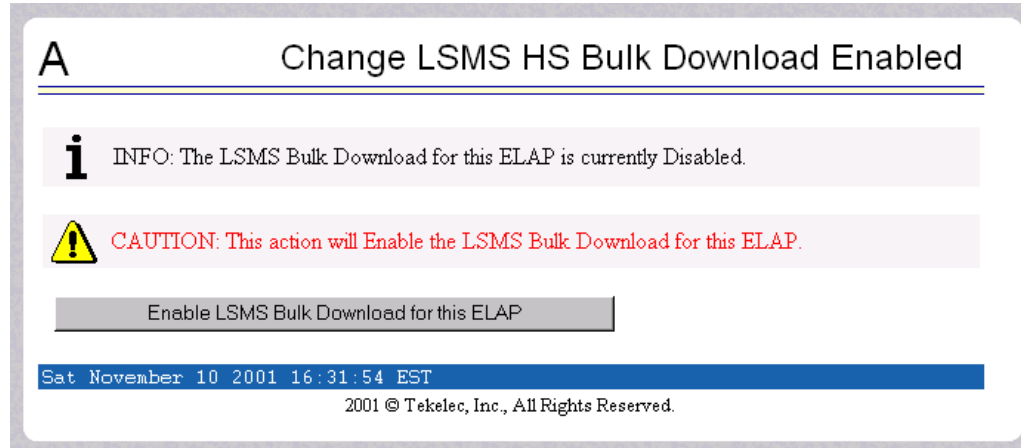 A
Change LSMS HS Bulk Download Enabled
i
INFO: The LSMS Bulk Download for this ELAP is currently Disabled.
CAUTION: This action will Enable the LSMS Bulk Download for this ELAP.
Enable LSMS Bulk Download for this ELAP
Sat November 10 2001 16:31:54 EST
2001 © Tekelec, Inc., All Rights Reserved.